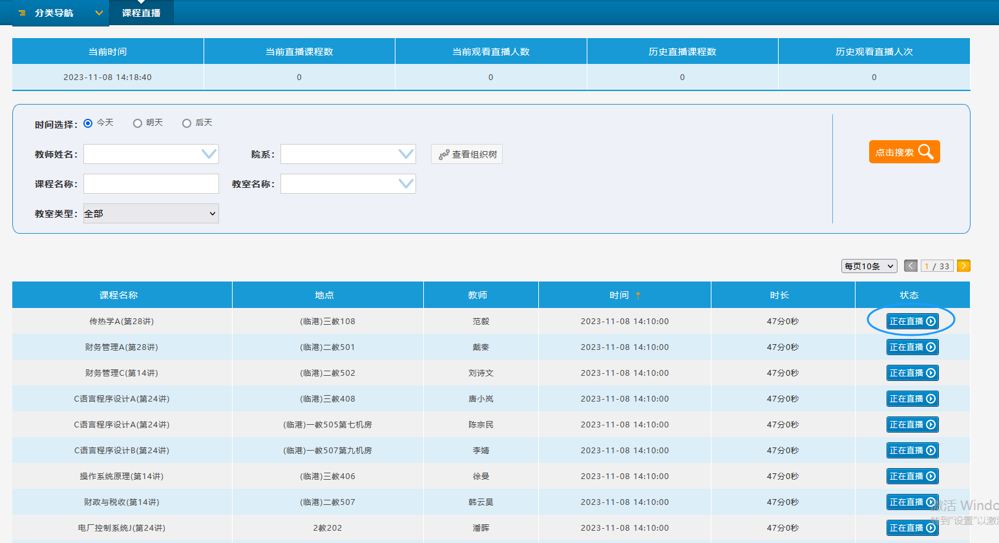 分类导航 课程直播
当前时间 当前直播课程数 当前观看直播人数 历史直播课程数 历史观看直播人次
2023-11-08 14:18:40 0 0 0 0
时间选择： 今天 明天 后天
教师姓名： 院系： 查看组织树
点击搜索
课程名称： 教室名称：
教室类型： 全部
每页10条 1 / 33
课程名称 地点 教师 时间 ↑ 时长 状态
传热学A(第28讲) (临港)三教108 范毅 2023-11-08 14:10:00 47分0秒 正在直播
财务管理A(第28讲) (临港)二教501 戴秦 2023-11-08 14:10:00 47分0秒 正在直播
财务管理C(第14讲) (临港)二教502 刘诗文 2023-11-08 14:10:00 47分0秒 正在直播
C语言程序设计A(第24讲) (临港)三教408 唐小岚 2023-11-08 14:10:00 47分0秒 正在直播
C语言程序设计A(第24讲) (临港)一教505第七机房 陈宗民 2023-11-08 14:10:00 47分0秒 正在直播
C语言程序设计B(第24讲) (临港)一教507第九机房 李婧 2023-11-08 14:10:00 47分0秒 正在直播
操作系统原理(第14讲) (临港)三教406 徐曼 2023-11-08 14:10:00 47分0秒 正在直播
财政与税收(第14讲) (临港)二教507 韩云昊 2023-11-08 14:10:00 47分0秒 正在直播
激活 Windo
转到"设置"以激
电厂控制系统J(第24讲) 2教202 潘晖 2023-11-08 14:10:00 47分0秒 正在直播